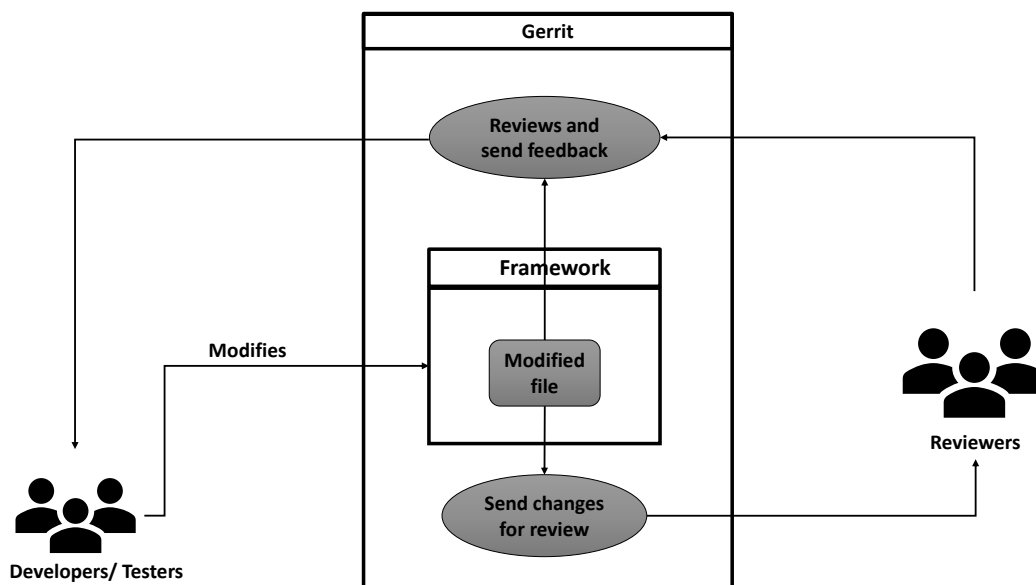 Gerrit
Reviews and
send feedback
Framework
Modifies
Modified
file
Reviewers
Send changes
for review
Developers/ Testers